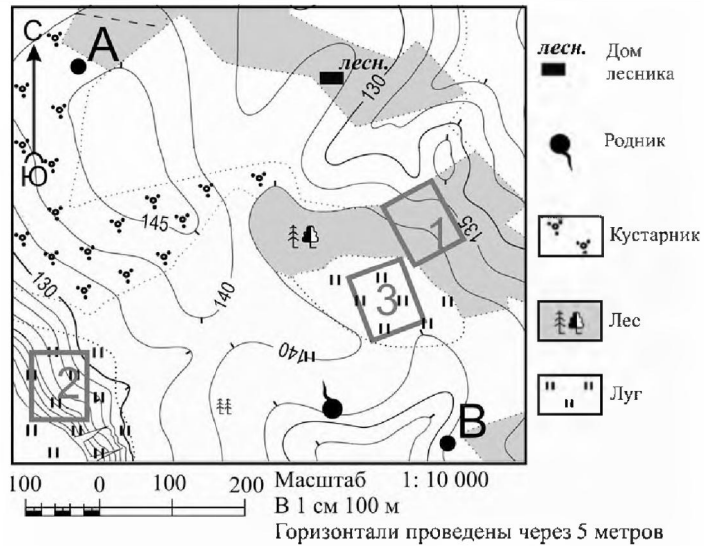 С
Ю
А
лесн.
130
145
130
140
140
135
1
2
3
В
лесн.
Дом
лесника
Родник
Кустарник
Лес
Луг
100 0 100 200
Масштаб 1: 10 000
В 1 см 100 м
Горизонтали проведены через 5 метров